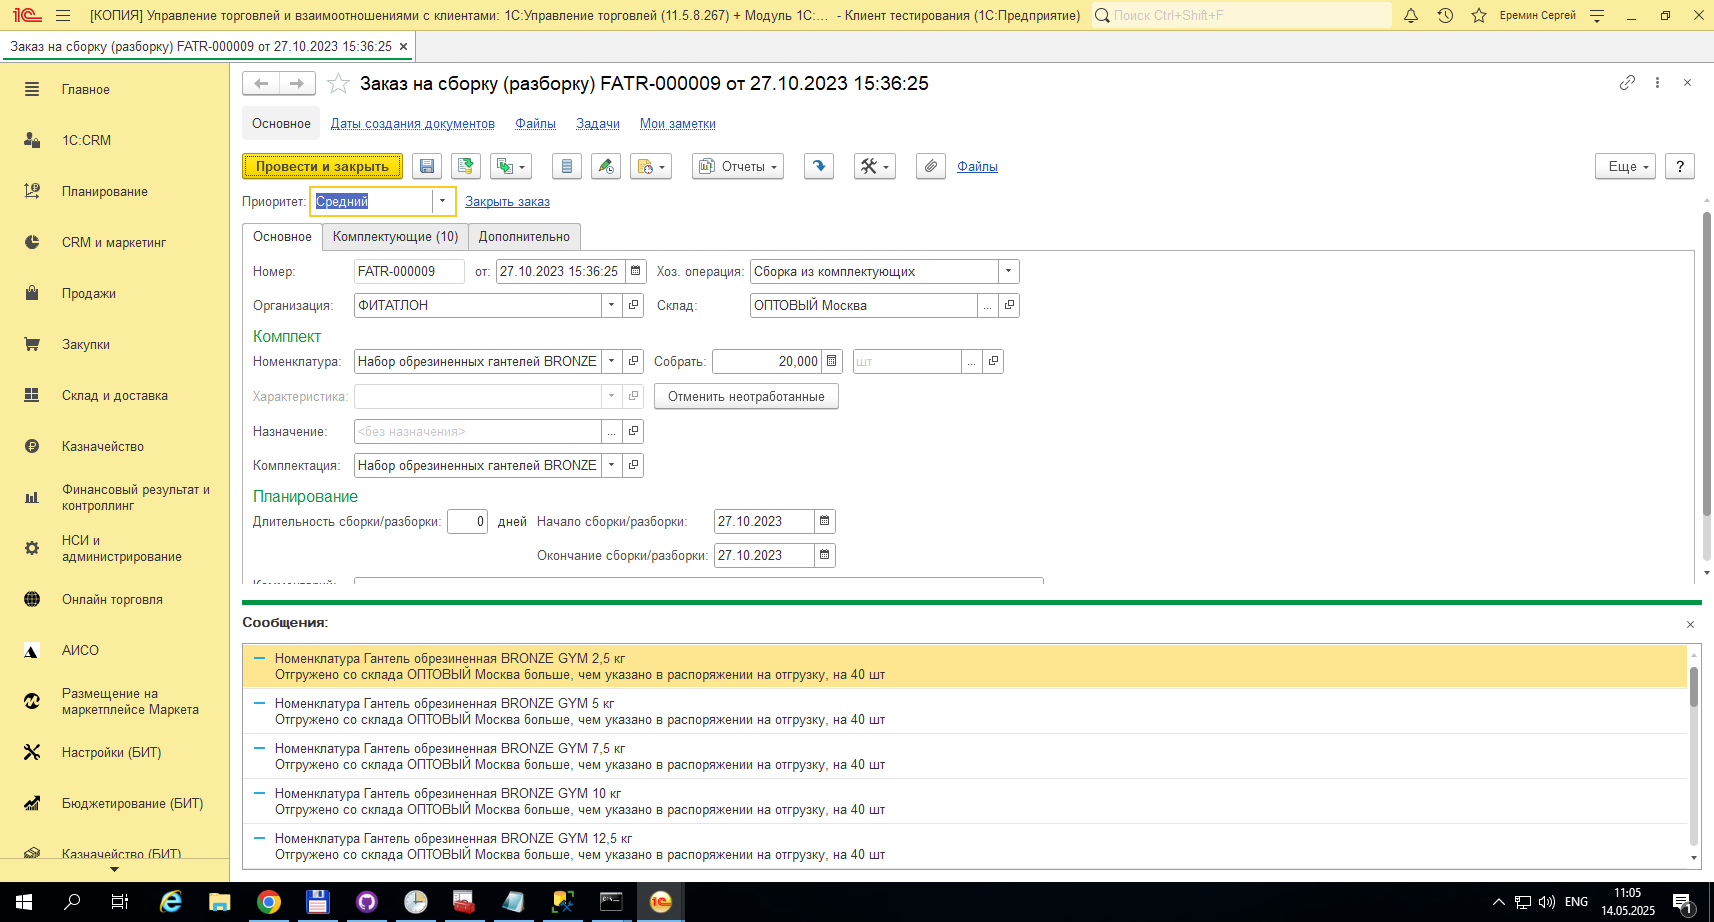 [КОПИЯ] Управление торговлей и взаимоотношениями с клиентами: 1С:Управление торговлей (11.5.8.267) + Модуль 1С:... - Клиент тестирования (1С:Предприятие)
Поиск Ctrl+Shift+F
Еремин Сергей
Заказ на сборку (разборку) FATR-000009 от 27.10.2023 15:36:25
Главное
1С:CRM
Планирование
CRM и маркетинг
Продажи
Закупки
Склад и доставка
Казначейство
Финансовый результат и
контроллинг
НСИ и
администрирование
Онлайн торговля
АИСО
Размещение на
маркетплейсе Маркета
Настройки (БИТ)
Бюджетирование (БИТ)
Казначейство (БИТ)
Заказ на сборку (разборку) FATR-000009 от 27.10.2023 15:36:25
Основное Даты создания документов Файлы Задачи Мои заметки
Провести и закрыть Отчеты Файлы Еще ?
Приоритет: Средний Закрыть заказ
Основное Комплектующие (10) Дополнительно
Номер: FATR-000009 от: 27.10.2023 15:36:25 Хоз. операция: Сборка из комплектующих
Организация: ФИТАТЛОН Склад: ОПТОВЫЙ Москва
Комплект
Номенклатура: Набор обрезиненных гантелей BRONZE Собрать: 20,000 шт
Характеристика: Отменить неотработанные
Назначение: <без назначения>
Комплектация: Набор обрезиненных гантелей BRONZE
Планирование
Длительность сборки/разборки: 0 дней Начало сборки/разборки: 27.10.2023
Окончание сборки/разборки: 27.10.2023
Комментарий:
Сообщения:
Номенклатура Гантель обрезиненная BRONZE GYM 2,5 кг
Отгружено со склада ОПТОВЫЙ Москва больше, чем указано в распоряжении на отгрузку, на 40 шт
Номенклатура Гантель обрезиненная BRONZE GYM 5 кг
Отгружено со склада ОПТОВЫЙ Москва больше, чем указано в распоряжении на отгрузку, на 40 шт
Номенклатура Гантель обрезиненная BRONZE GYM 7,5 кг
Отгружено со склада ОПТОВЫЙ Москва больше, чем указано в распоряжении на отгрузку, на 40 шт
Номенклатура Гантель обрезиненная BRONZE GYM 10 кг
Отгружено со склада ОПТОВЫЙ Москва больше, чем указано в распоряжении на отгрузку, на 40 шт
Номенклатура Гантель обрезиненная BRONZE GYM 12,5 кг
Отгружено со склада ОПТОВЫЙ Москва больше, чем указано в распоряжении на отгрузку, на 40 шт
ENG
11:05
14.05.2025
1